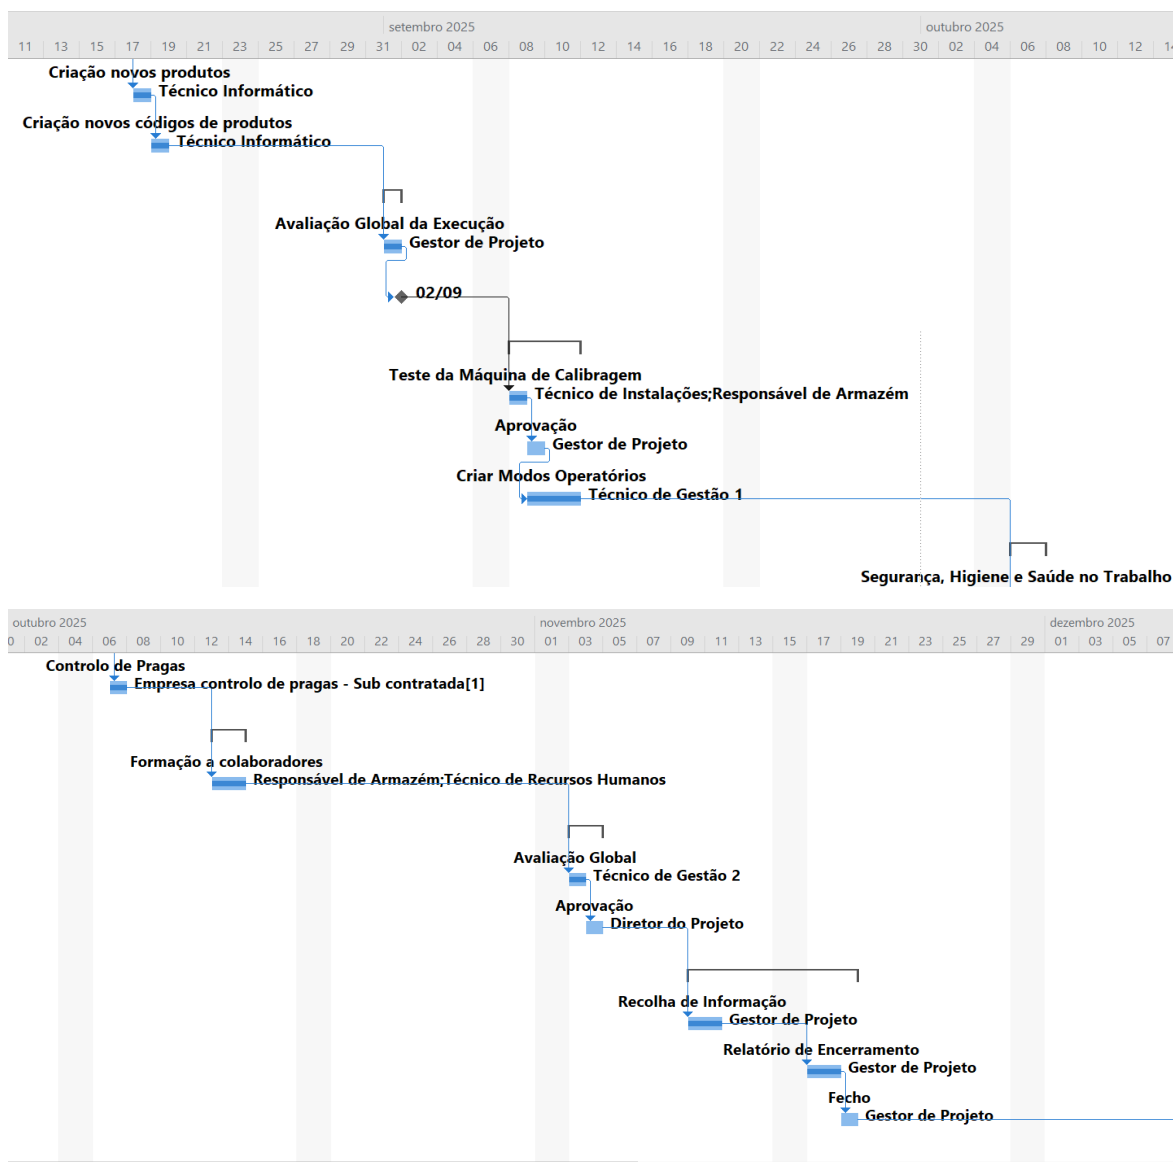 setembro 2025 outubro 2025
11 13 15 17 19 21 23 25 27 29 31 02 04 06 08 10 12 14 16 18 20 22 24 26 28 30 02 04 06 08 10 12
Criação novos produtos
Técnico Informático
Criação novos códigos de produtos
Técnico Informático
Avaliação Global da Execução
Gestor de Projeto
02/09
Teste da Máquina de Calibragem
Técnico de Instalações;Responsável de Armazém
Aprovação
Gestor de Projeto
Criar Modos Operatórios
Técnico de Gestão 1
Segurança, Higiene e Saúde no Trabalho
outubro 2025 novembro 2025 dezembro 2025
02 04 06 08 10 12 14 16 18 20 22 24 26 28 30 01 03 05 07 09 11 13 15 17 19 21 23 25 27 29 01 03 05 07
Controlo de Pragas
Empresa controlo de pragas - Sub contratada[1]
Formação a colaboradores
Responsável de Armazém;Técnico de Recursos Humanos
Avaliação Global
Técnico de Gestão 2
Aprovação
Diretor do Projeto
Recolha de Informação
Gestor de Projeto
Relatório de Encerramento
Gestor de Projeto
Fecho
Gestor de Projeto